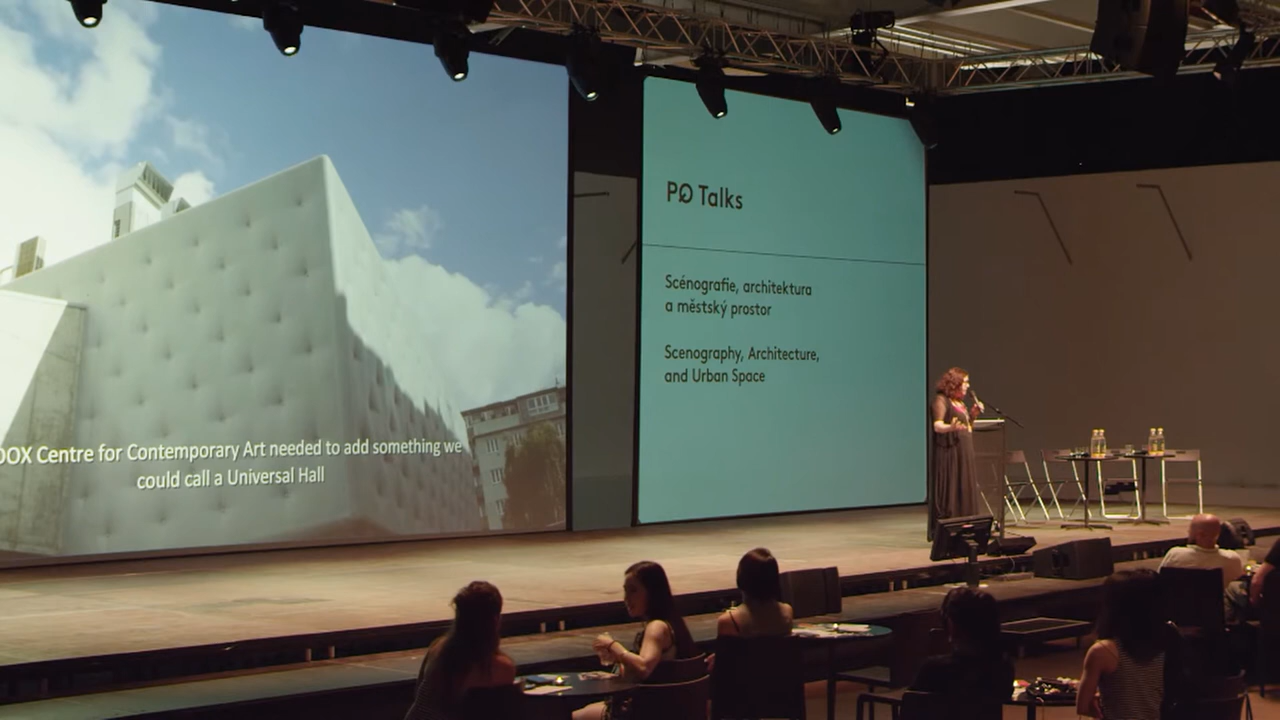 OX Centre for Contemporary Art needed to add something we
could call a Universal Hall
PQ Talks
Scénografie, architektura
a městský prostor
Scenography, Architecture,
and Urban Space